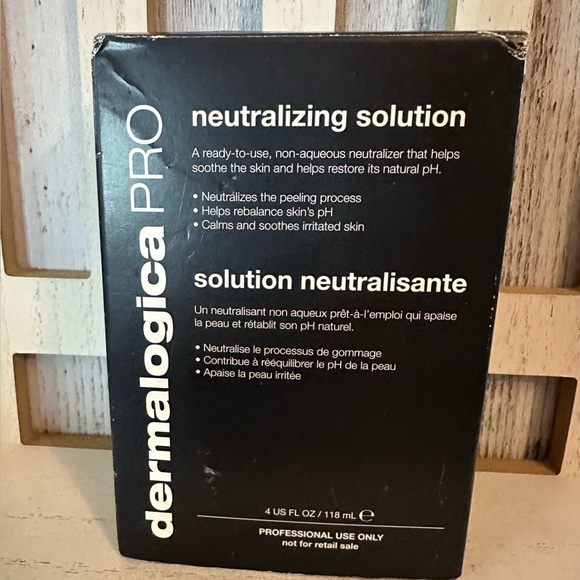 dermalogica PRO
neutralizing solution
A ready-to-use, non-aqueous neutralizer that helps
soothe the skin and helps restore its natural pH.
• Neutralizes the peeling process
• Helps rebalance skin's pH
• Calms and soothes irritated skin
solution neutralisante
Un neutralisant non aqueux prêt-à-l'emploi qui apaise
la peau et rétablit son pH naturel.
• Neutralise le processus de gommage
• Contribue à rééquilibrer le pH de la peau
• Apaise la peau irritée
4 US FL OZ / 118 mL ℮
PROFESSIONAL USE ONLY
not for retail sale